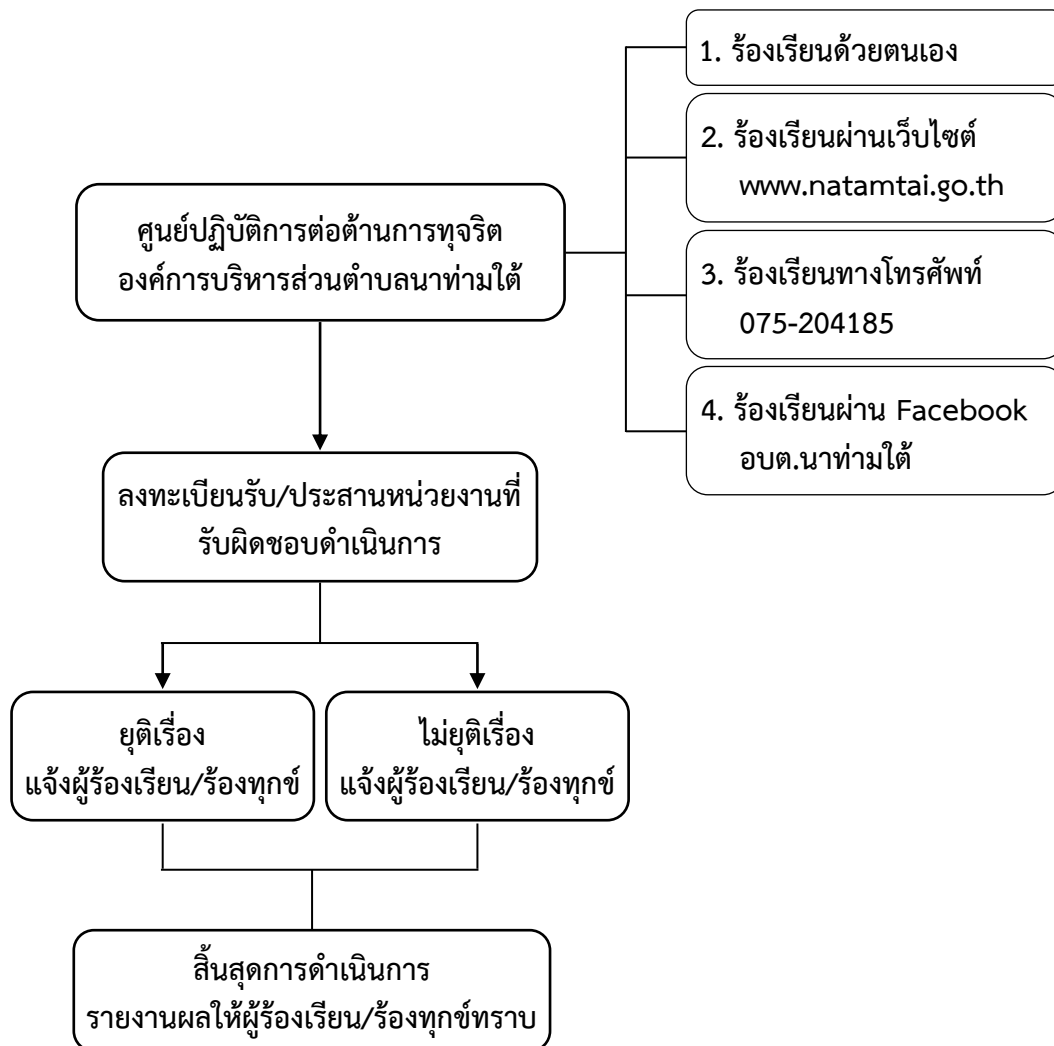 1. ร้องเรียนด้วยตนเอง
2. ร้องเรียนผ่านเว็บไซต์
www.natamtai.go.th
ศูนย์ปฏิบัติการต่อต้านการทุจริต
องค์การบริหารส่วนตำบลนาท่ามใต้
3. ร้องเรียนทางโทรศัพท์
075-204185
4. ร้องเรียนผ่าน Facebook
อบต.นาท่ามใต้
ลงทะเบียนรับ/ประสานหน่วยงานที่
รับผิดชอบดำเนินการ
ยุติเรื่อง
แจ้งผู้ร้องเรียน/ร้องทุกข์
ไม่ยุติเรื่อง
แจ้งผู้ร้องเรียน/ร้องทุกข์
สิ้นสุดการดำเนินการ
รายงานผลให้ผู้ร้องเรียน/ร้องทุกข์ทราบ